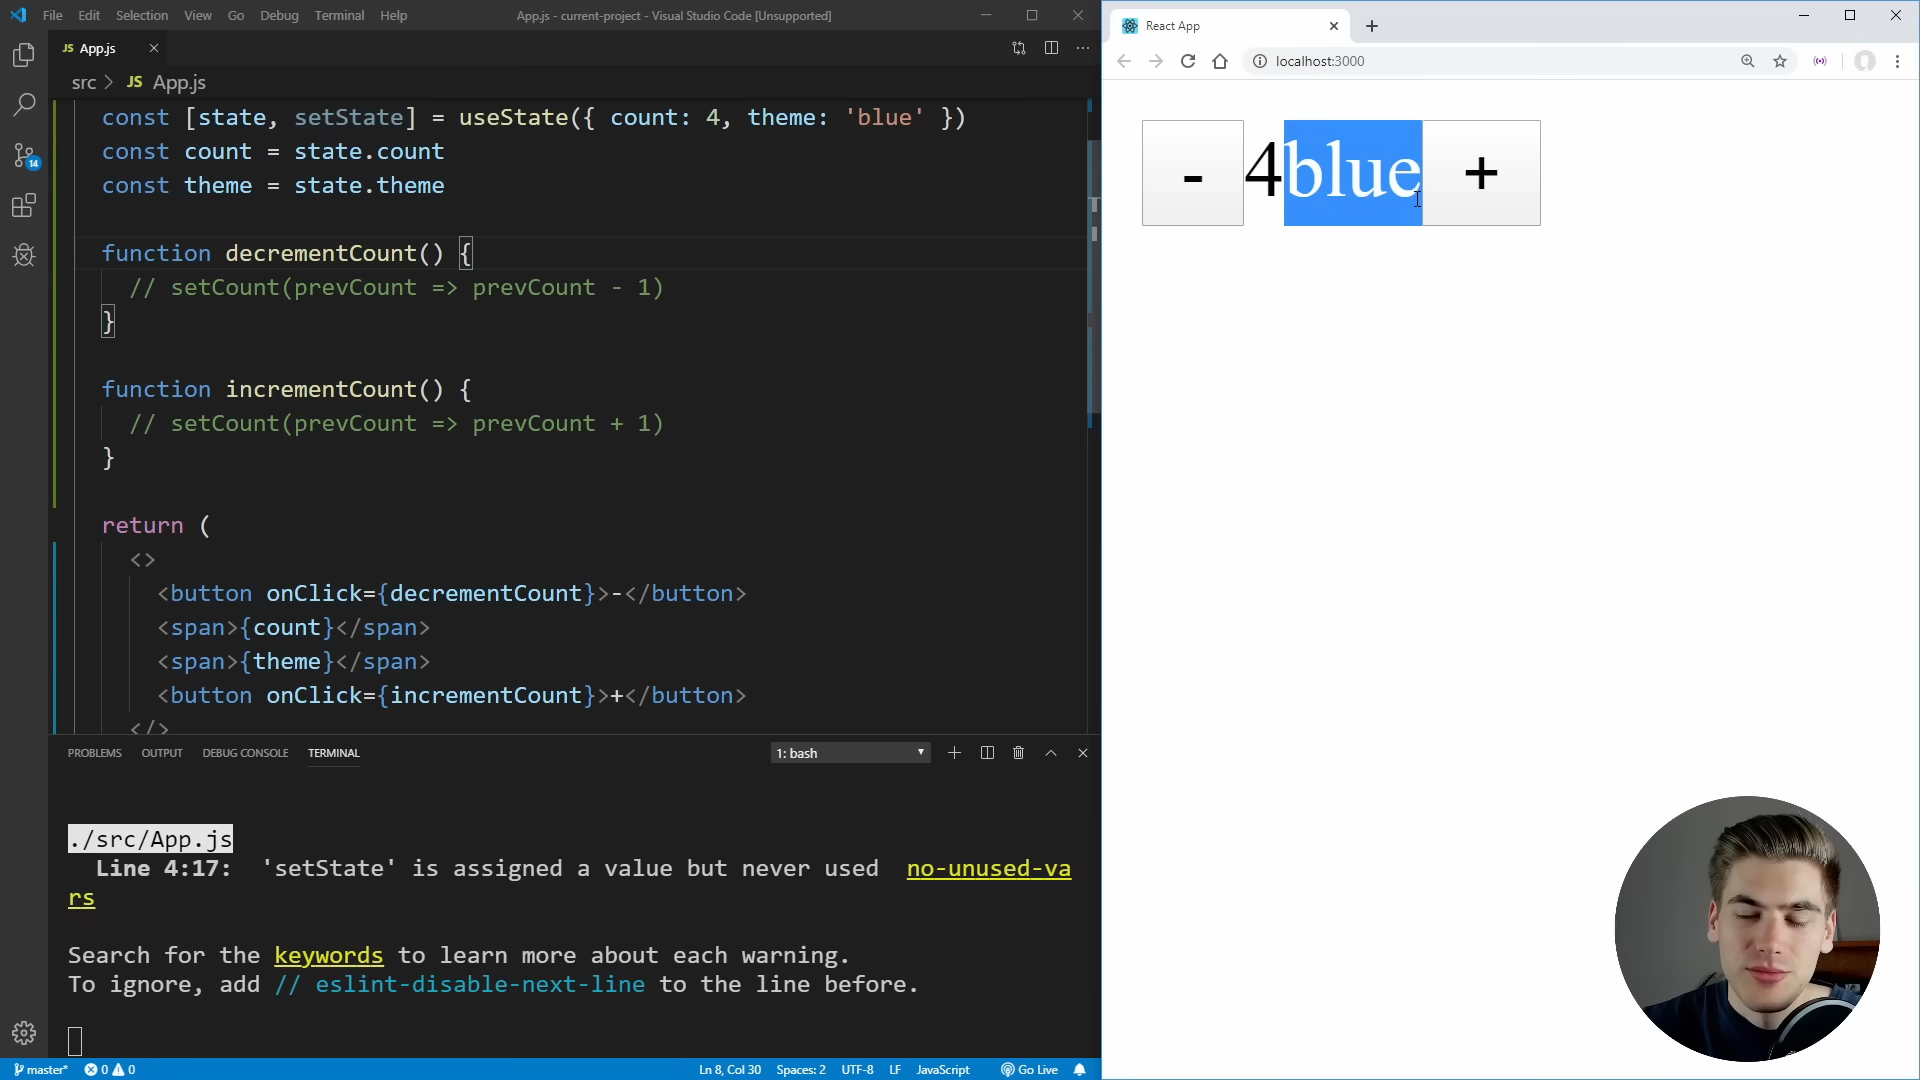 File Edit Selection View Go Debug Terminal Help
App.js - current-project - Visual Studio Code [Unsupported]
JS App.js
src > JS App.js
const [state, setState] = useState({ count: 4, theme: 'blue' })
const count = state.count
const theme = state.theme
function decrementCount() {
// setCount(prevCount => prevCount - 1)
}
function incrementCount() {
// setCount(prevCount => prevCount + 1)
}
return (
<>
<button onClick={decrementCount}>-</button>
<span>{count}</span>
<span>{theme}</span>
<button onClick={incrementCount}>+</button>
</>
14
PROBLEMS OUTPUT DEBUG CONSOLE TERMINAL
1: bash
./src/App.js
Line 4:17: 'setState' is assigned a value but never used no-unused-va
rs
Search for the keywords to learn more about each warning.
To ignore, add // eslint-disable-next-line to the line before.
master* 0 0
Ln 8, Col 30 Spaces: 2 UTF-8 LF JavaScript Go Live
React App
localhost:3000
- 4blue +